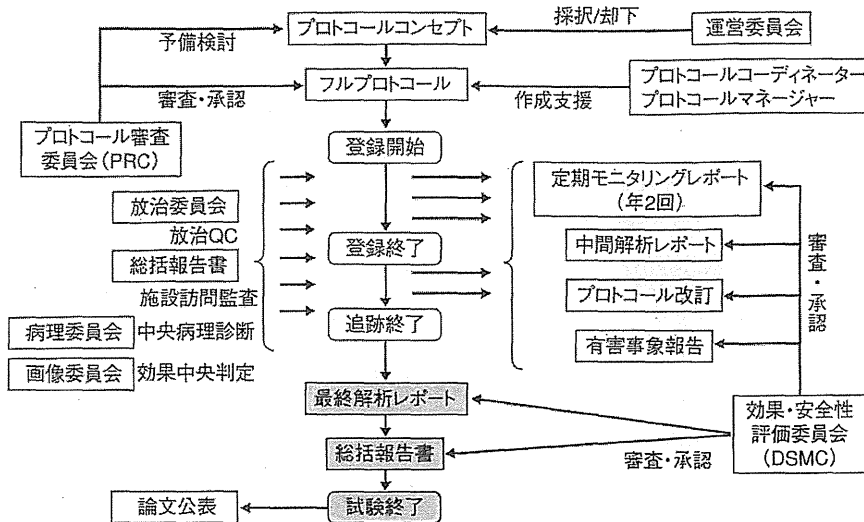 プロトコールコンセプト
採択/却下
運営委員会
予備検討
フルプロトコール
プロトコールコーディネーター
プロトコールマネージャー
審査・承認
作成支援
プロトコール審査
委員会(PRC)
登録開始
定期モニタリングレポート
(年2回)
放治委員会
放治QC
登録終了
中間解析レポート
総括報告書
施設訪問監査
プロトコール改訂
審査・承認
病理委員会 中央病理診断
追跡終了
有害事象報告
画像委員会 効果中央判定
最終解析レポート
効果・安全性
評価委員会
(DSMC)
総括報告書
審査・承認
論文公表
試験終了